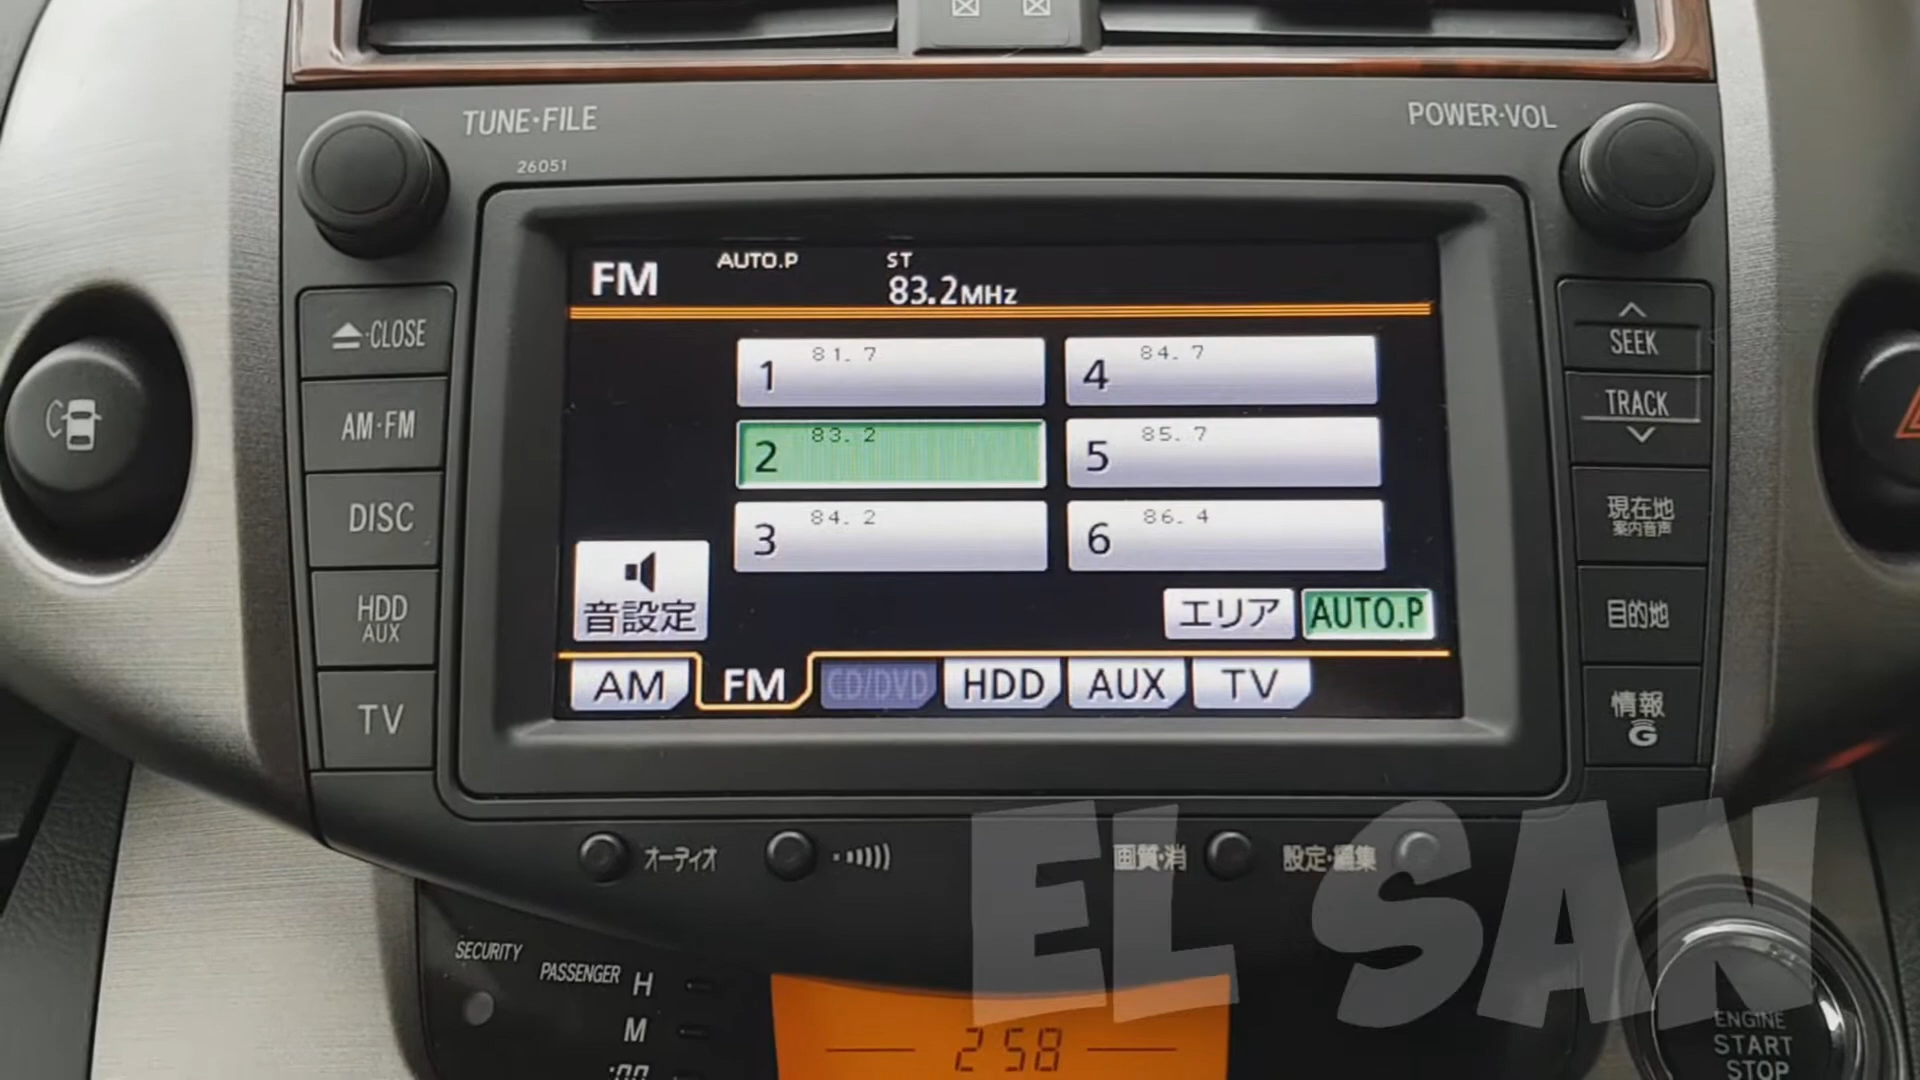 TUNE·FILE
26051
POWER·VOL
·CLOSE
AM·FM
DISC
HDD
AUX
TV
FM
AUTO.P
ST
83.2MHz
1 81.7
2 83.2
3 84.2
4 84.7
5 85.7
6 86.4
音設定
エリア
AUTO.P
AM
FM
CD/DVD
HDD
AUX
TV
SEEK
TRACK
現在地
案内音声
目的地
情報
G
オーディオ
画質·消
設定·編集
EL SAN
SECURITY
PASSENGER
H
M
:00
2:58
ENGINE
START
STOP